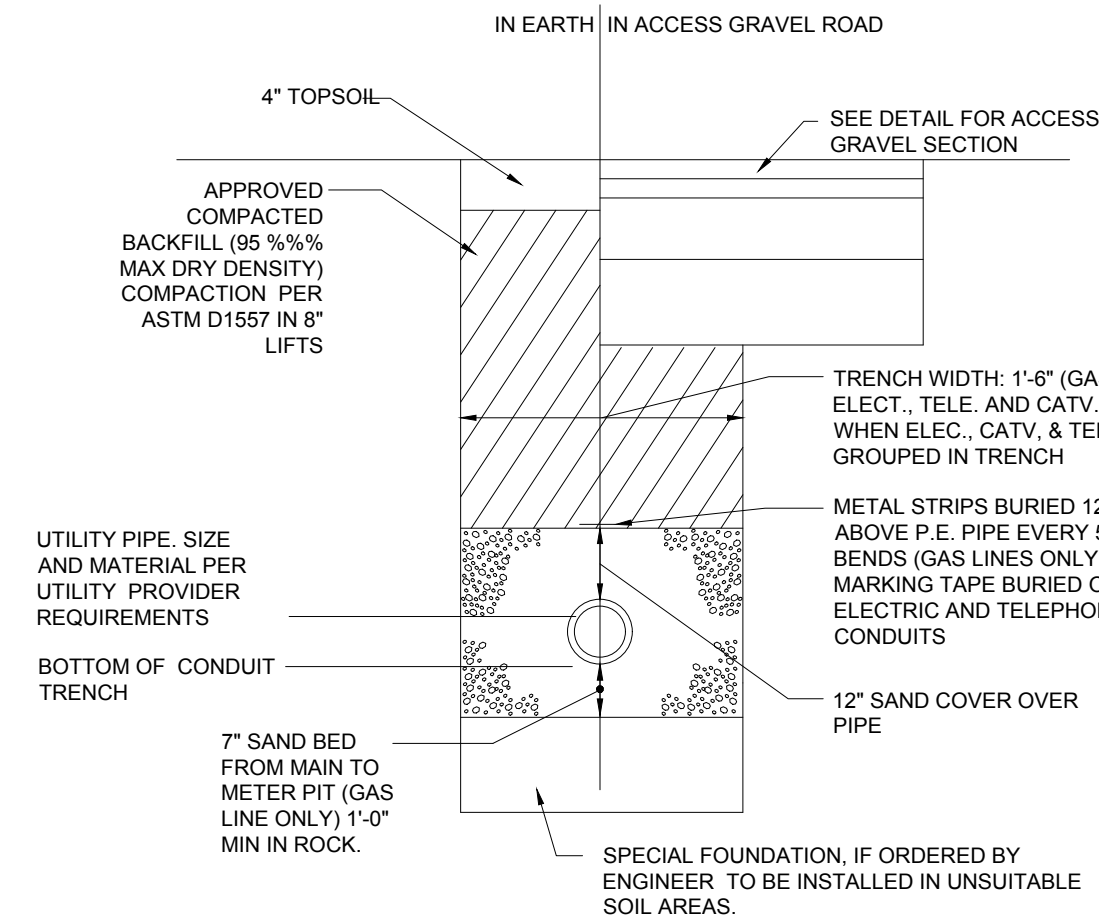 IN EARTH IN ACCESS GRAVEL ROAD
4" TOPSOIL
SEE DETAIL FOR ACCESS
GRAVEL SECTION
APPROVED
COMPACTED
BACKFILL (95 %%%
MAX DRY DENSITY)
COMPACTION PER
ASTM D1557 IN 8"
LIFTS
TRENCH WIDTH: 1'-6" (GA
ELECT., TELE. AND CATV.
WHEN ELEC., CATV, & TE
GROUPED IN TRENCH
METAL STRIPS BURIED 12
ABOVE P.E. PIPE EVERY
BENDS (GAS LINES ONLY
MARKING TAPE BURIED
ELECTRIC AND TELEPHO
CONDUITS
UTILITY PIPE. SIZE
AND MATERIAL PER
UTILITY PROVIDER
REQUIREMENTS
BOTTOM OF CONDUIT
TRENCH
12" SAND COVER OVER
PIPE
7" SAND BED
FROM MAIN TO
METER PIT (GAS
LINE ONLY) 1'-0"
MIN IN ROCK.
SPECIAL FOUNDATION, IF ORDERED BY
ENGINEER TO BE INSTALLED IN UNSUITABLE
SOIL AREAS.